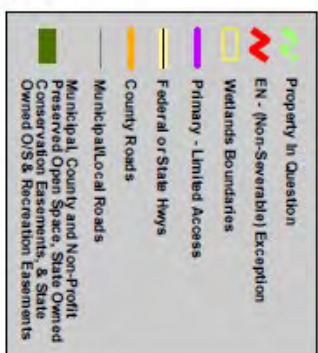 Property In Question
EN - (Non-Severable) Exception
Wetlands Boundaries
Primary - Limited Access
Federal or State Hwys
County Roads
Municipal/Local Roads
Municipal, County and Non-Profit
Preserved Open Space, State Owned
Conservation Easements, & State
Owned O/S & Recreation Easements